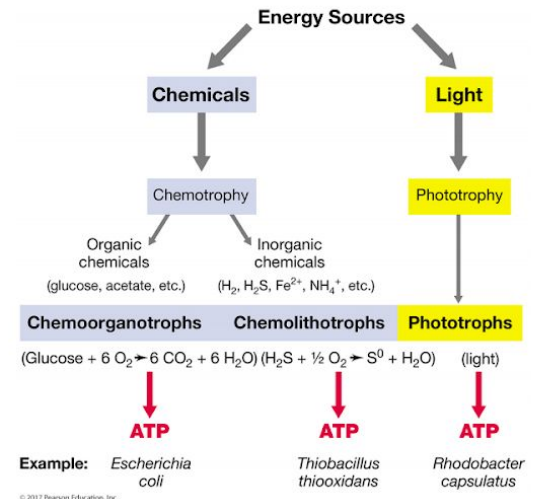 Energy Sources
Chemicals
Light
Chemotrophy
Phototrophy
Organic
chemicals
(glucose, acetate, etc.)
Inorganic
chemicals
(H₂, H₂S, Fe²⁺, NH₄⁺, etc.)
Chemoorganotrophs Chemolithotrophs Phototrophs
(Glucose + 6 O₂ → 6 CO₂ + 6 H₂O) (H₂S + ½ O₂ → S⁰ + H₂O) (light)
ATP ATP ATP
Example: Escherichia coli
Thiobacillus thiooxidans
Rhodobacter capsulatus
© 2017 Pearson Education, Inc.